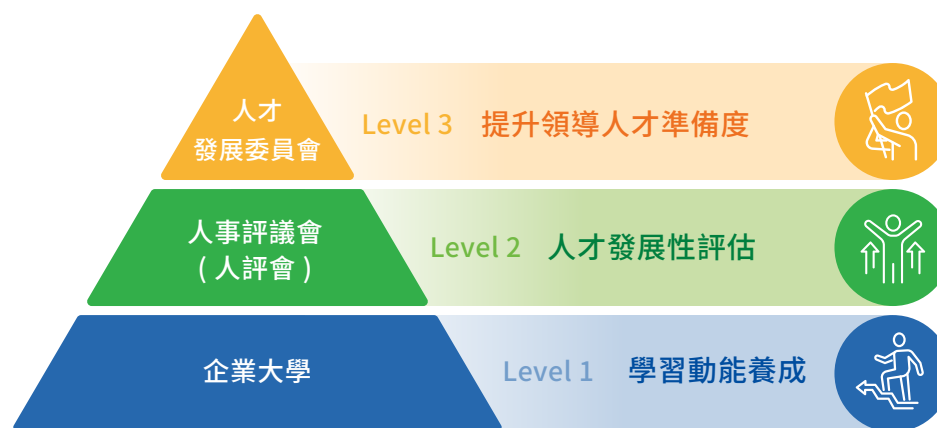 人才
發展委員會
Level 3 提升領導人才準備度
人事評議會
( 人評會 )
Level 2 人才發展性評估
企業大學
Level 1 學習動能養成